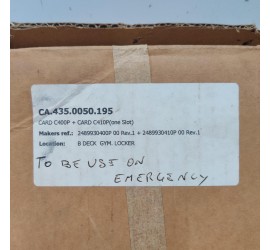 CA.435.0050.195
CARD C400P + CARD C410P(one Slot)
Makers ref.: 2489930400P 00 Rev.1 + 2489930410P 00 Rev.1
Location: B DECK GYM. LOCKER
TO BE USE ON
EMERGENCY